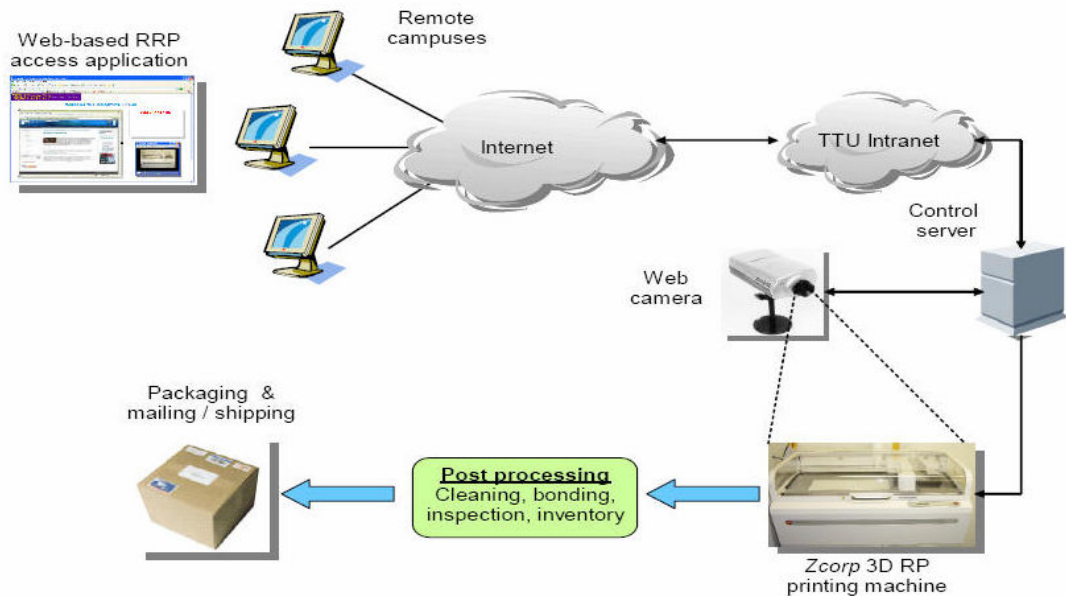 Web-based RRP
access application
Remote
campuses
Internet
TTU Intranet
Control
server
Web
camera
Packaging &
mailing / shipping
Post processing
Cleaning, bonding,
inspection, inventory
Zcorp 3D RP
printing machine